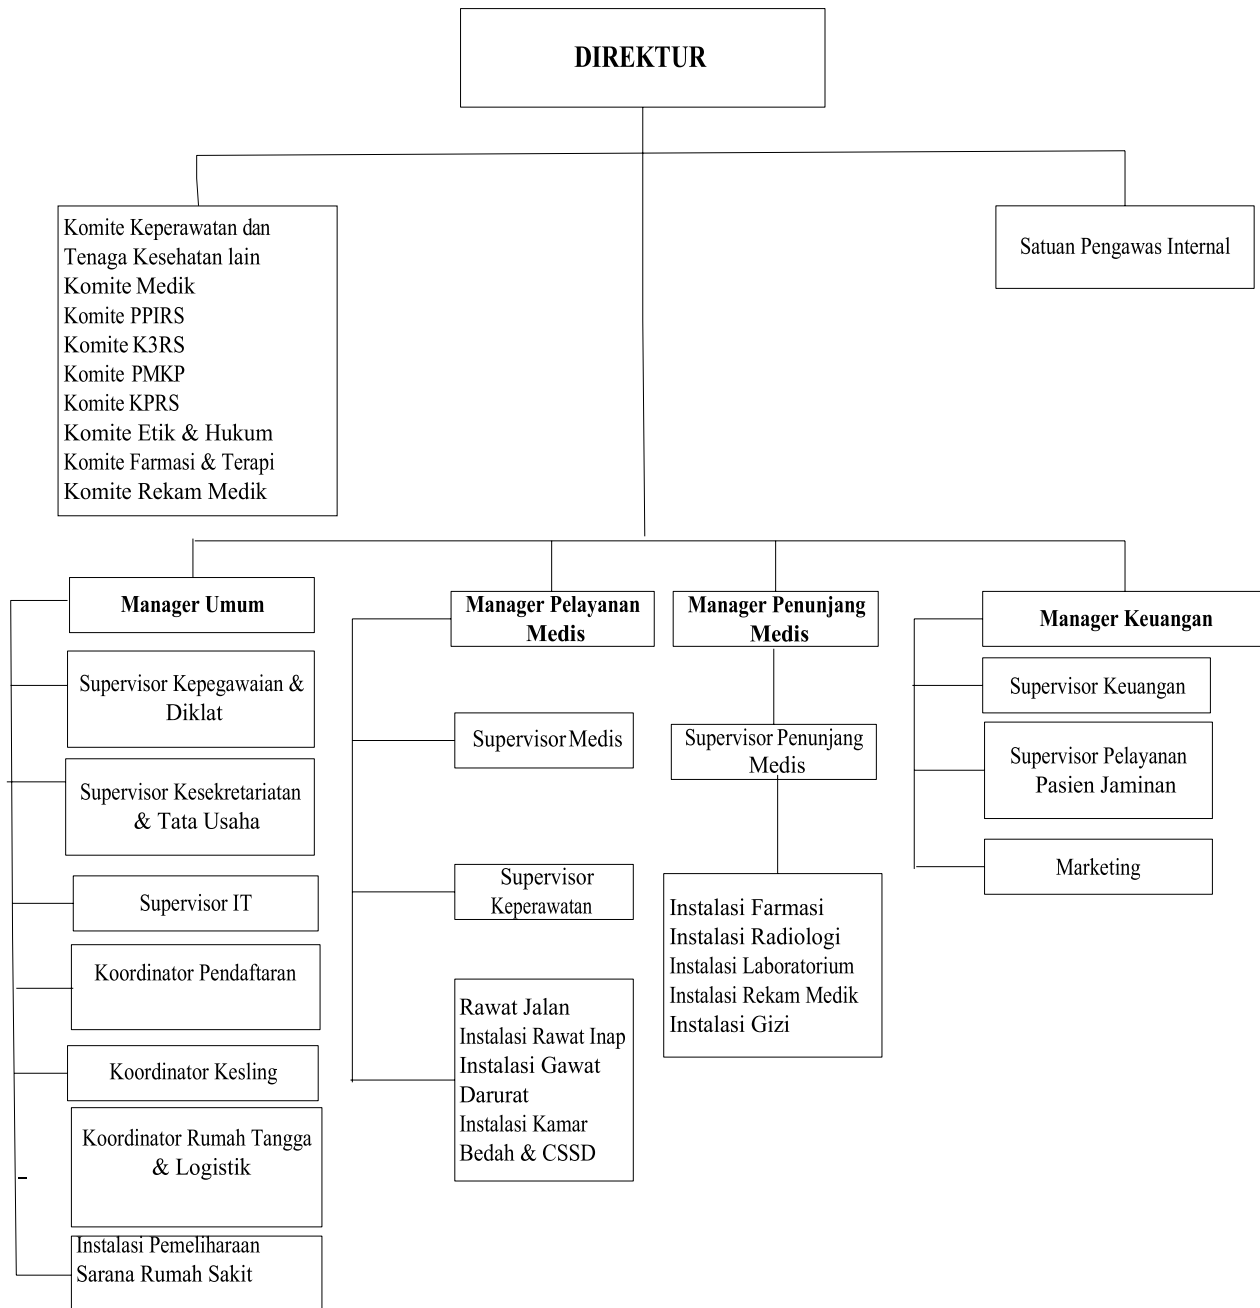 DIREKTUR
Komite Keperawatan dan
Tenaga Kesehatan lain
Komite Medik
Komite PPIRS
Komite K3RS
Komite PMKP
Komite KPRS
Komite Etik & Hukum
Komite Farmasi & Terapi
Komite Rekam Medik
Satuan Pengawas Internal
Manager Umum
Supervisor Kepegawaian &
Diklat
Supervisor Kesekretariatan
& Tata Usaha
Supervisor IT
Koordinator Pendaftaran
Koordinator Kesling
Koordinator Rumah Tangga
& Logistik
Instalasi Pemeliharaan
Sarana Rumah Sakit
Manager Pelayanan
Medis
Supervisor Medis
Supervisor
Keperawatan
Rawat Jalan
Instalasi Rawat Inap
Instalasi Gawat
Darurat
Instalasi Kamar
Bedah & CSSD
Manager Penunjang
Medis
Supervisor Penunjang
Medis
Instalasi Farmasi
Instalasi Radiologi
Instalasi Laboratorium
Instalasi Rekam Medik
Instalasi Gizi
Manager Keuangan
Supervisor Keuangan
Supervisor Pelayanan
Pasien Jaminan
Marketing